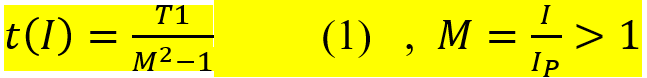 t(I) = T1 / (M² − 1)    (1) , M = I / I_P > 1